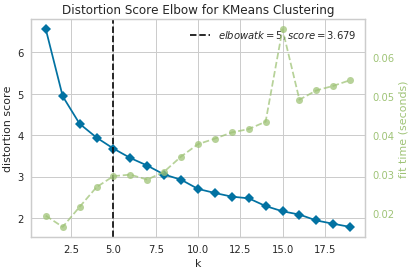 Distortion Score Elbow for KMeans Clustering
elbowatk = 5, score = 3.679
distortion score
6
5
4
3
2
0.06
0.05
0.04
0.03
0.02
fit time (seconds)
2.5 5.0 7.5 10.0 12.5 15.0 17.5
k